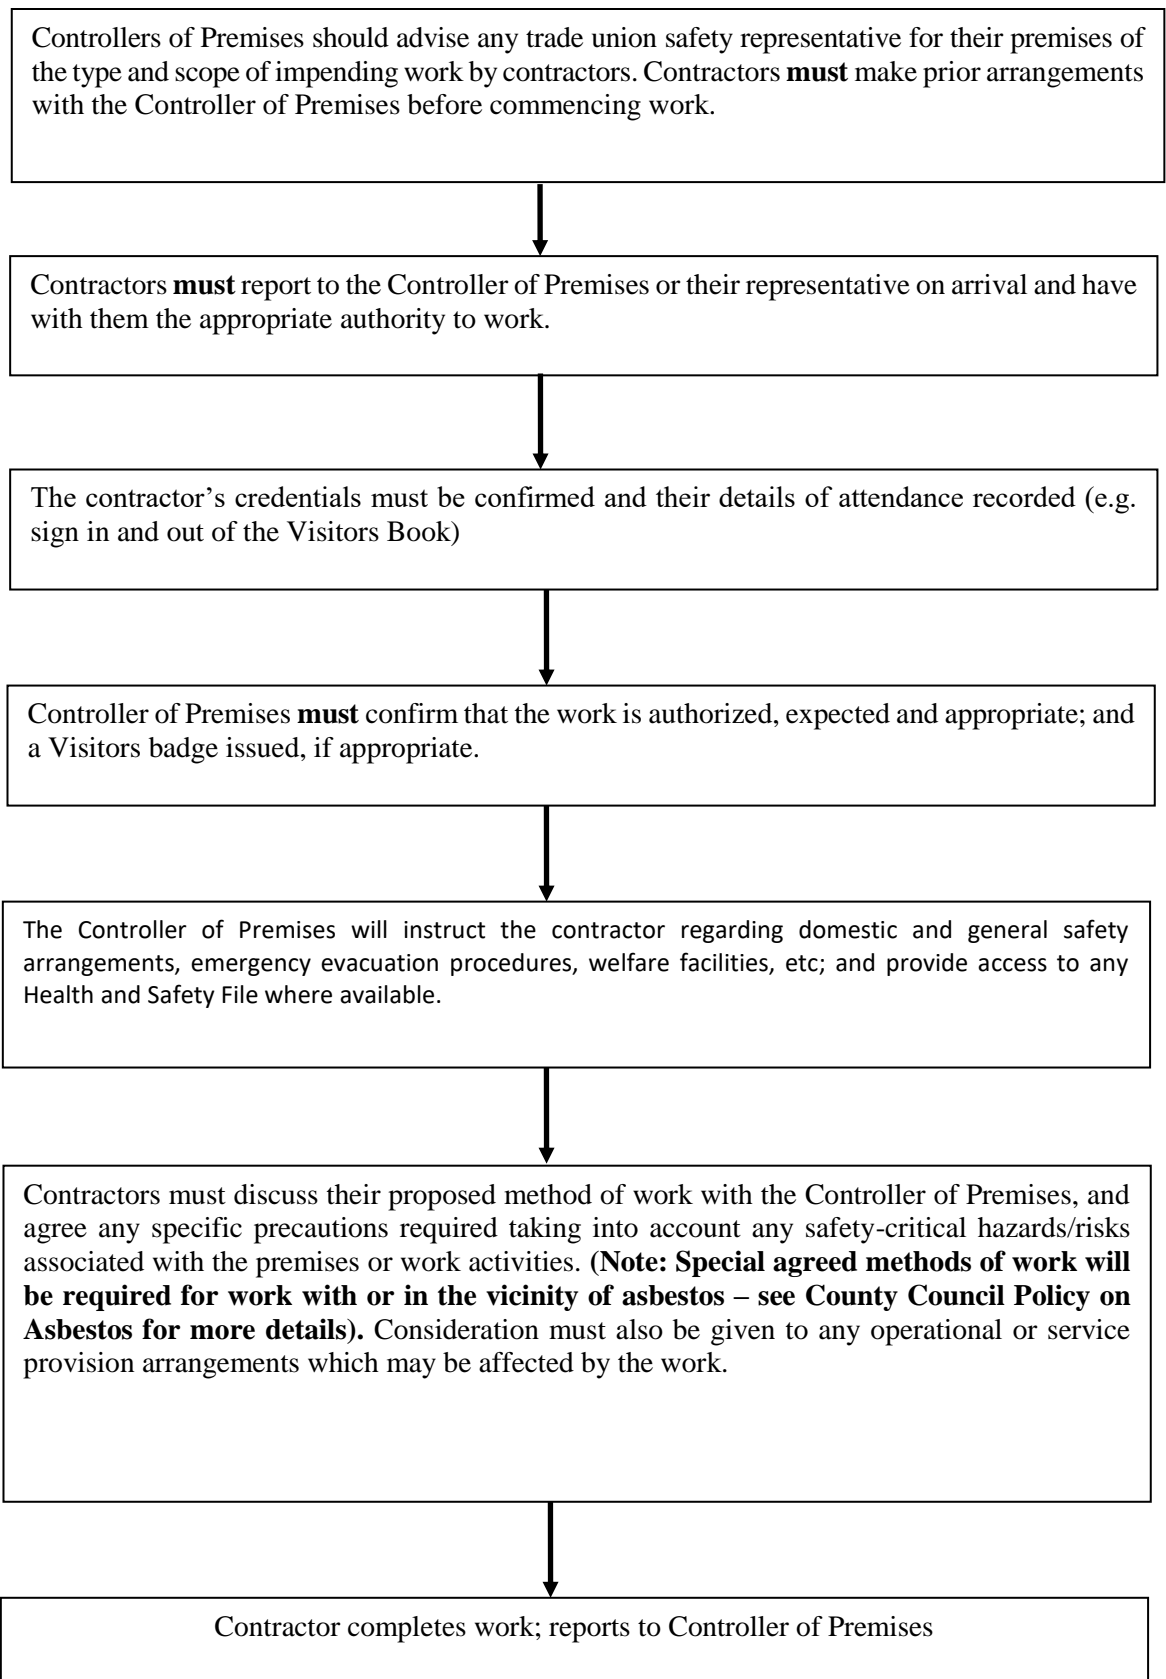 Controllers of Premises should advise any trade union safety representative for their premises of
the type and scope of impending work by contractors. Contractors must make prior arrangements
with the Controller of Premises before commencing work.
Contractors must report to the Controller of Premises or their representative on arrival and have
with them the appropriate authority to work.
The contractor’s credentials must be confirmed and their details of attendance recorded (e.g.
sign in and out of the Visitors Book)
Controller of Premises must confirm that the work is authorized, expected and appropriate; and
a Visitors badge issued, if appropriate.
The Controller of Premises will instruct the contractor regarding domestic and general safety
arrangements, emergency evacuation procedures, welfare facilities, etc; and provide access to any
Health and Safety File where available.
Contractors must discuss their proposed method of work with the Controller of Premises, and
agree any specific precautions required taking into account any safety-critical hazards/risks
associated with the premises or work activities. (Note: Special agreed methods of work will
be required for work with or in the vicinity of asbestos – see County Council Policy on
Asbestos for more details). Consideration must also be given to any operational or service
provision arrangements which may be affected by the work.
Contractor completes work; reports to Controller of Premises